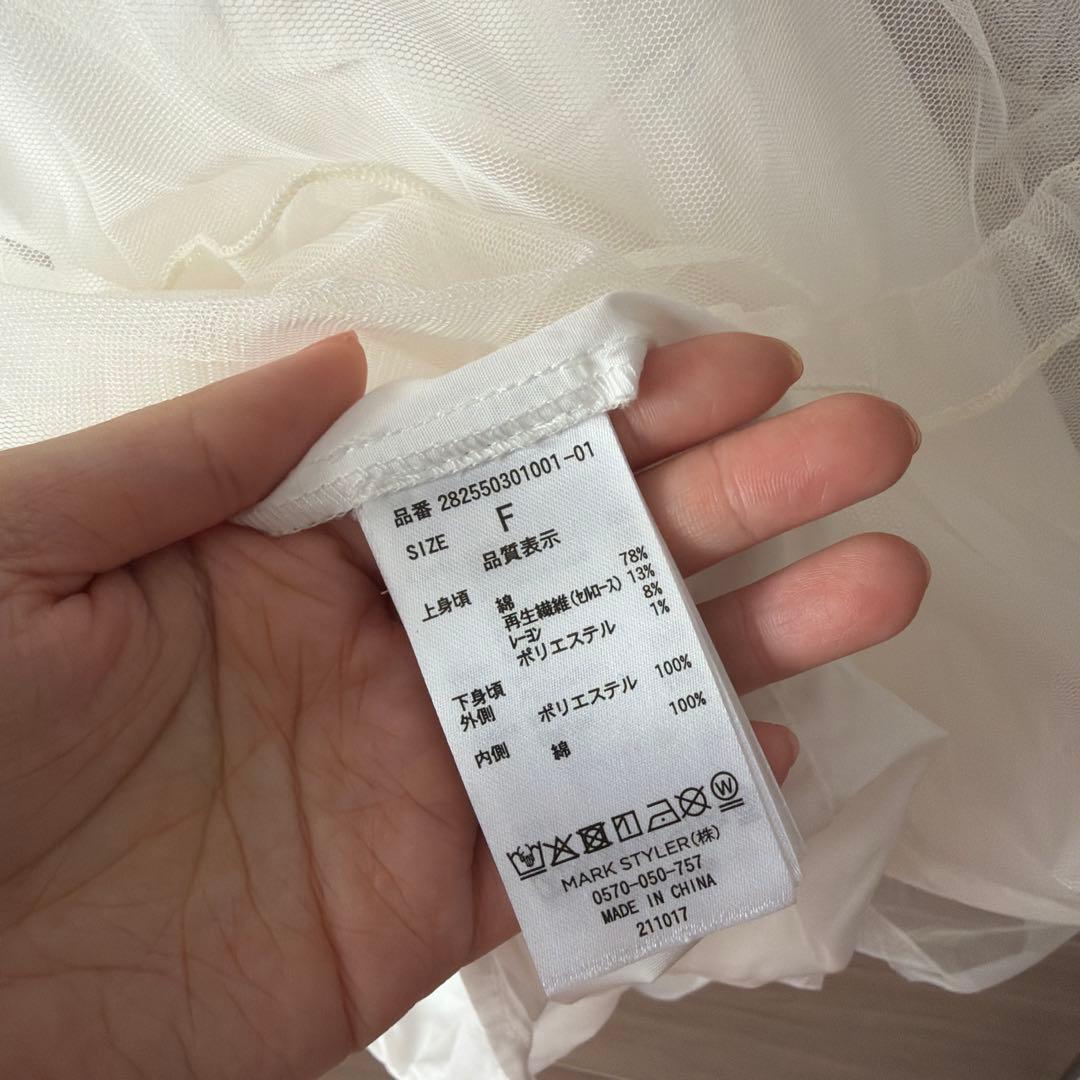 品番 282550301001-01
SIZE F
品質表示
上身頃 綿 78%
再生繊維(ｾﾙﾛｰｽ) 13%
ﾚｰﾖﾝ 8%
ポリエステル 1%
下身頃
外側 ポリエステル 100%
内側 綿 100%
W
MARK STYLER(株)
0570-050-757
MADE IN CHINA
211017